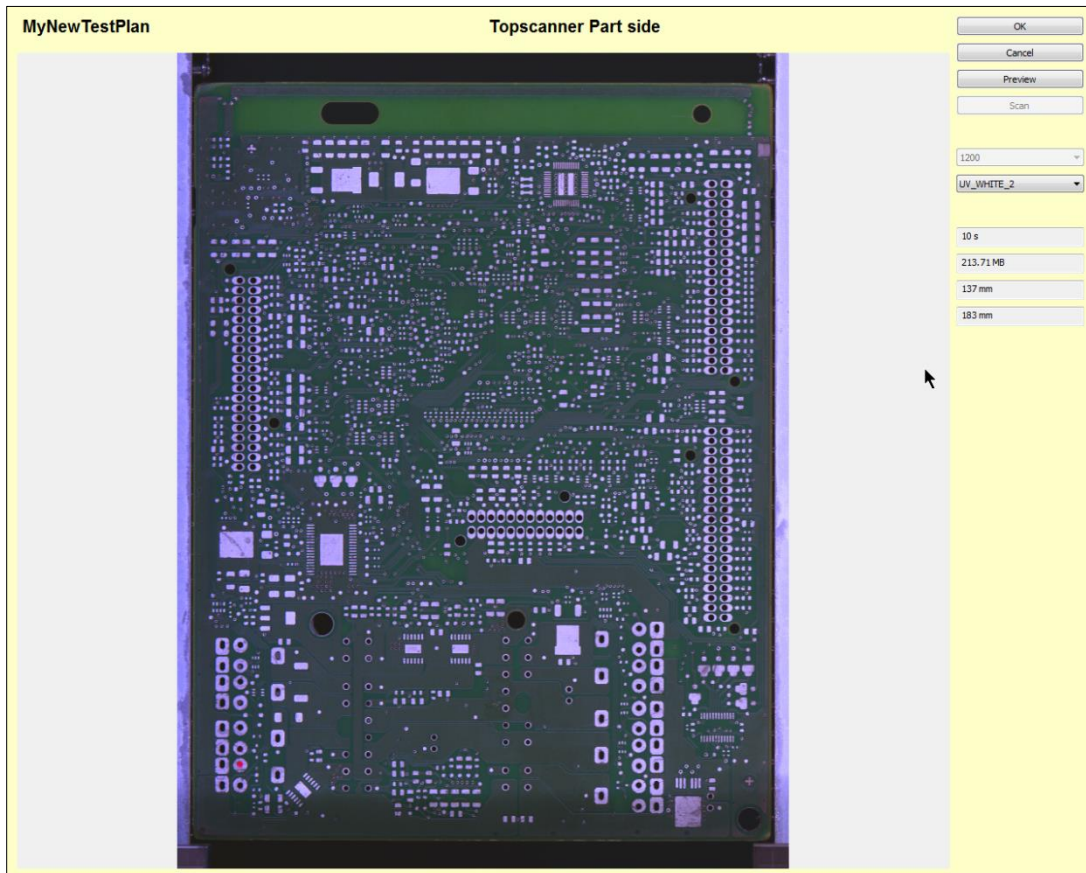 MyNewTestPlan
Topscanner Part side
OK
Cancel
Preview
Scan
1200
UV_WHITE_2
10 s
213.71 MB
137 mm
183 mm